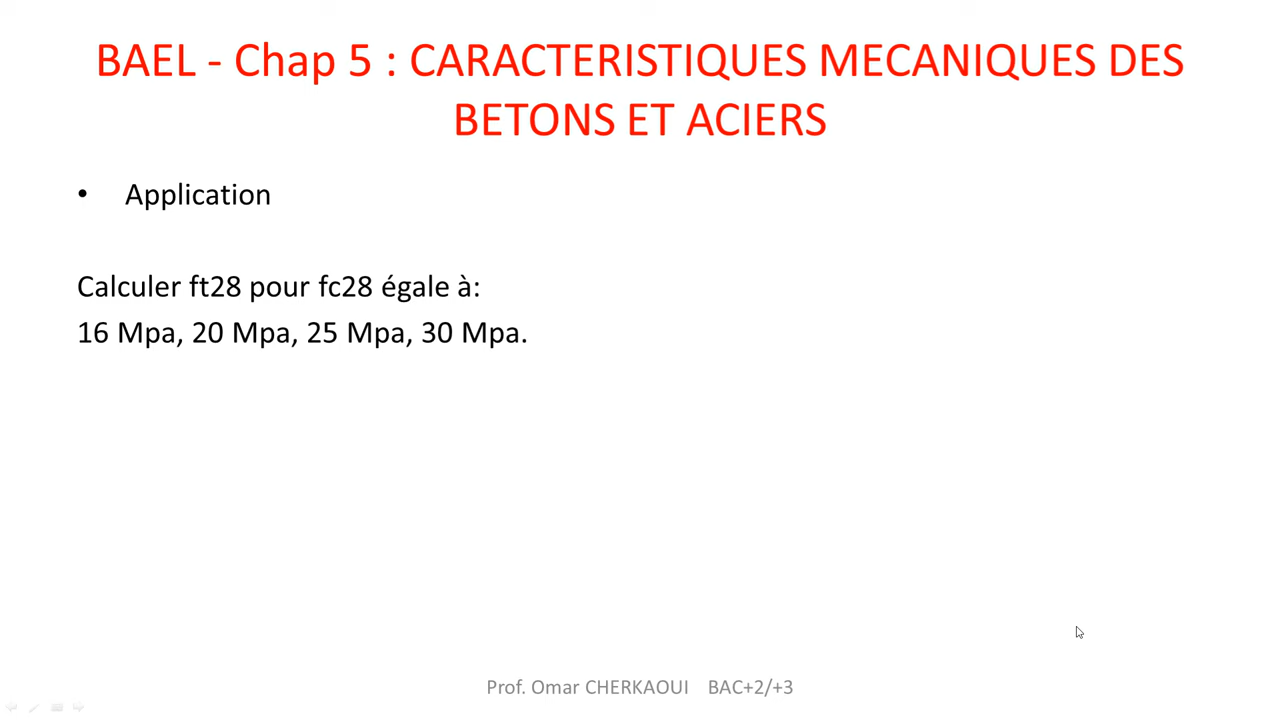 BAEL - Chap 5 : CARACTERISTIQUES MECANIQUES DES
BETONS ET ACIERS
• Application
Calculer ft28 pour fc28 égale à:
16 Mpa, 20 Mpa, 25 Mpa, 30 Mpa.
Prof. Omar CHERKAOUI BAC+2/+3